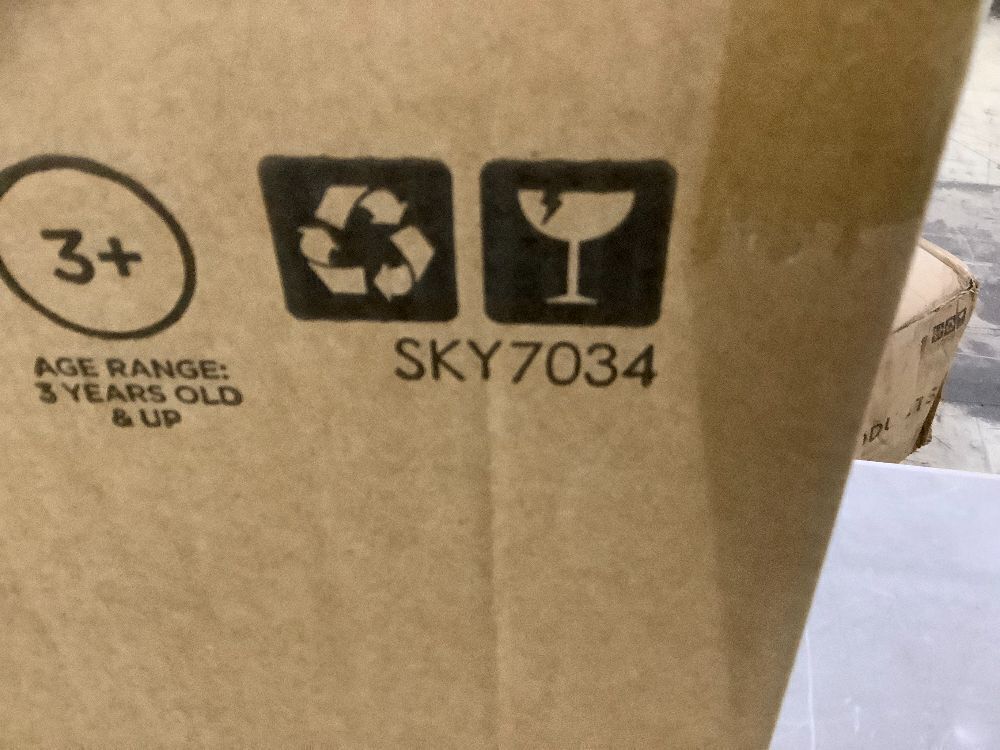 3+
AGE RANGE:
3 YEARS OLD
& UP
SKY7034